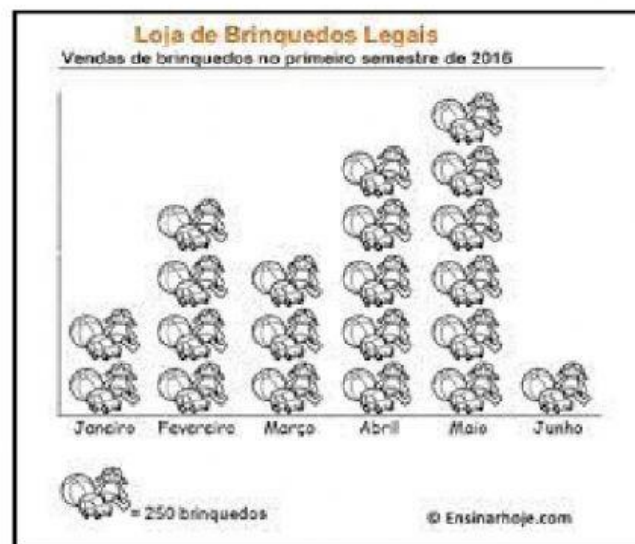 Loja de Brinquedos Legais
Vendas de brinquedos no primeiro semestre de 2016
Janeiro Fevereiro Março Abril Maio Junho
= 250 brinquedos
© Ensinarhoje.com